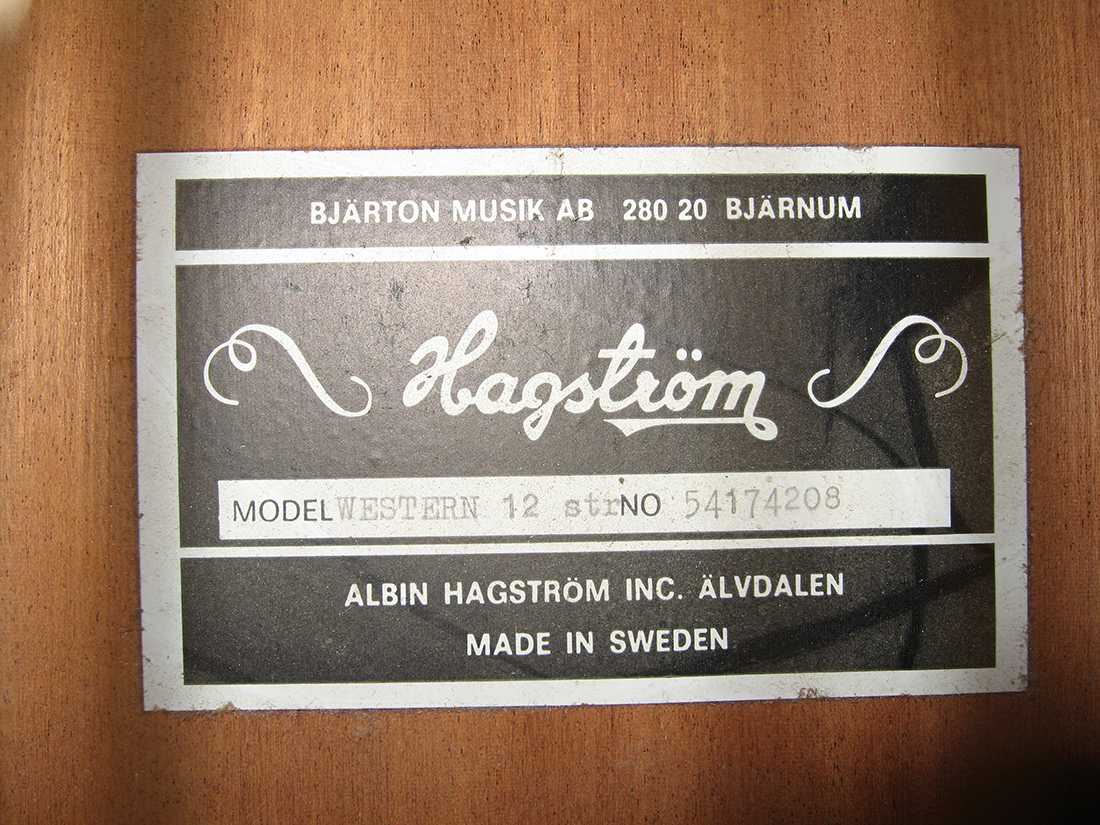 BJÄRTON MUSIK AB 280 20 BJÄRNUM
Hagström
MODEL WESTERN 12 str NO 54174208
ALBIN HAGSTRÖM INC. ÄLVDALEN
MADE IN SWEDEN